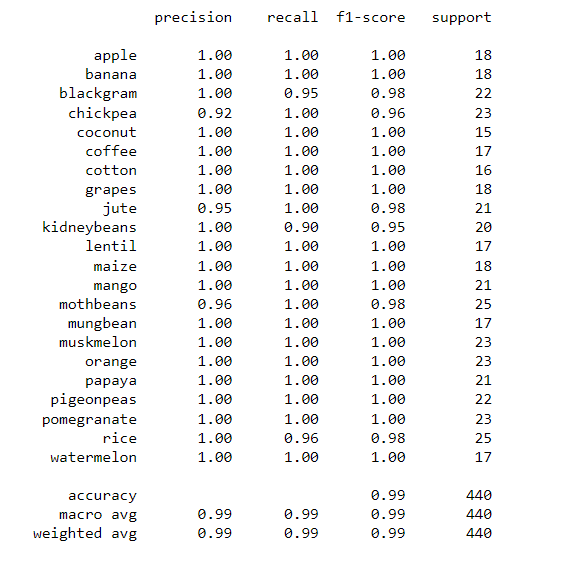 precision recall f1-score support
apple 1.00 1.00 1.00 18
banana 1.00 1.00 1.00 18
blackgram 1.00 0.95 0.98 22
chickpea 0.92 1.00 0.96 23
coconut 1.00 1.00 1.00 15
coffee 1.00 1.00 1.00 17
cotton 1.00 1.00 1.00 16
grapes 1.00 1.00 1.00 18
jute 0.95 1.00 0.98 21
kidneybeans 1.00 0.90 0.95 20
lentil 1.00 1.00 1.00 17
maize 1.00 1.00 1.00 18
mango 1.00 1.00 1.00 21
mothbeans 0.96 1.00 0.98 25
mungbean 1.00 1.00 1.00 17
muskmelon 1.00 1.00 1.00 23
orange 1.00 1.00 1.00 23
papaya 1.00 1.00 1.00 21
pigeonpeas 1.00 1.00 1.00 22
pomegranate 1.00 1.00 1.00 23
rice 1.00 0.96 0.98 25
watermelon 1.00 1.00 1.00 17
accuracy 0.99 440
macro avg 0.99 0.99 0.99 440
weighted avg 0.99 0.99 0.99 440